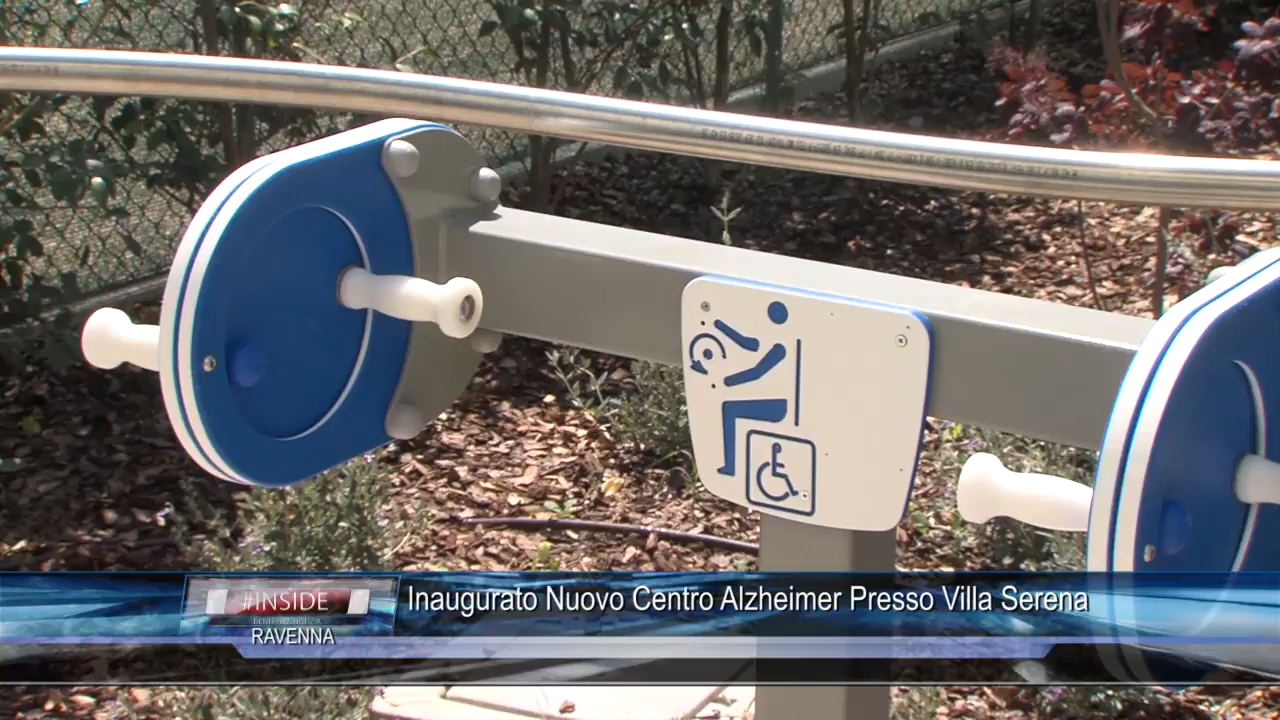 #INSIDE
RAVENNA
Inaugurato Nuovo Centro Alzheimer Presso Villa Serena